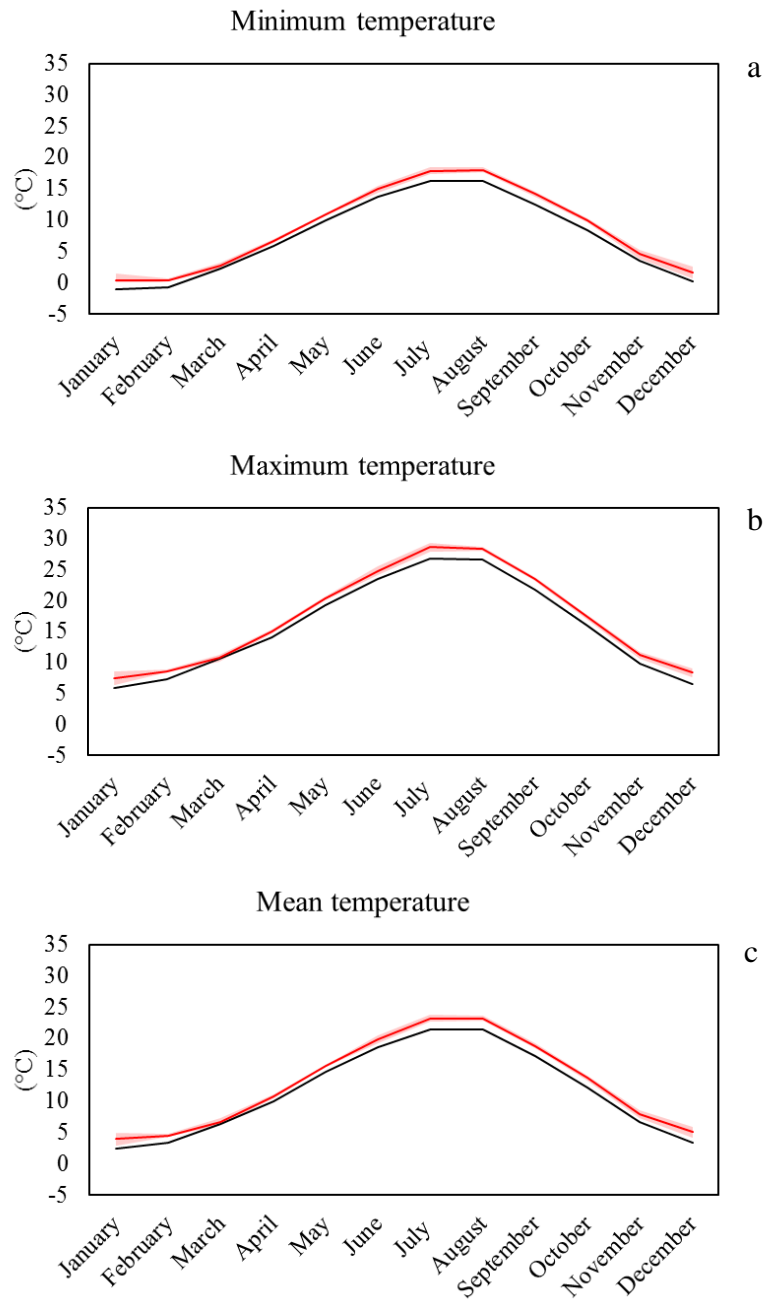 Minimum temperature
a
35
30
25
20
15
10
5
0
-5
(°C)
January
February
March
April
May
June
July
August
September
October
November
December
Maximum temperature
b
35
30
25
20
15
10
5
0
-5
(°C)
January
February
March
April
May
June
July
August
September
October
November
December
Mean temperature
c
35
30
25
20
15
10
5
0
-5
(°C)
January
February
March
April
May
June
July
August
September
October
November
December